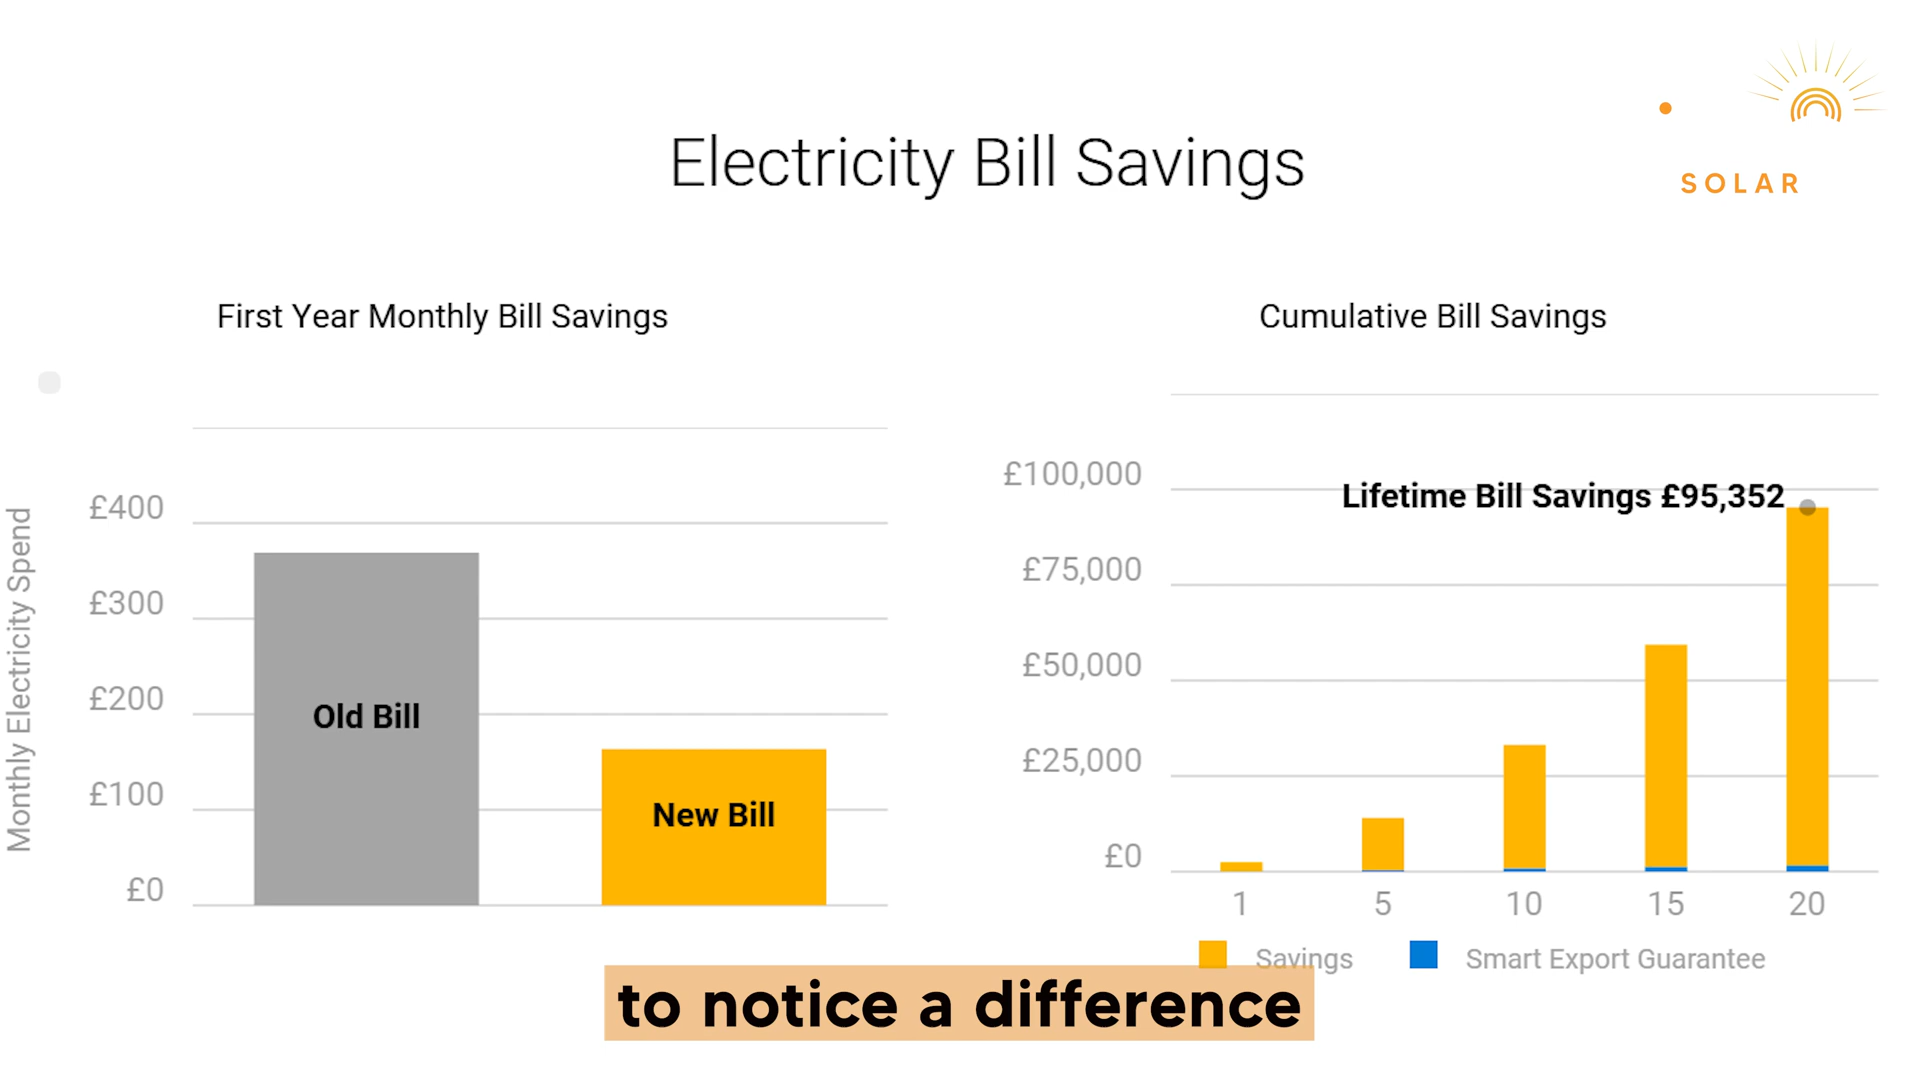 SOLAR
Electricity Bill Savings
First Year Monthly Bill Savings
Monthly Electricity Spend
£400
£300
£200
£100
£0
Old Bill
New Bill
Cumulative Bill Savings
£100,000
£75,000
£50,000
£25,000
£0
Lifetime Bill Savings £95,352
1 5 10 15 20
Savings Smart Export Guarantee
to notice a difference